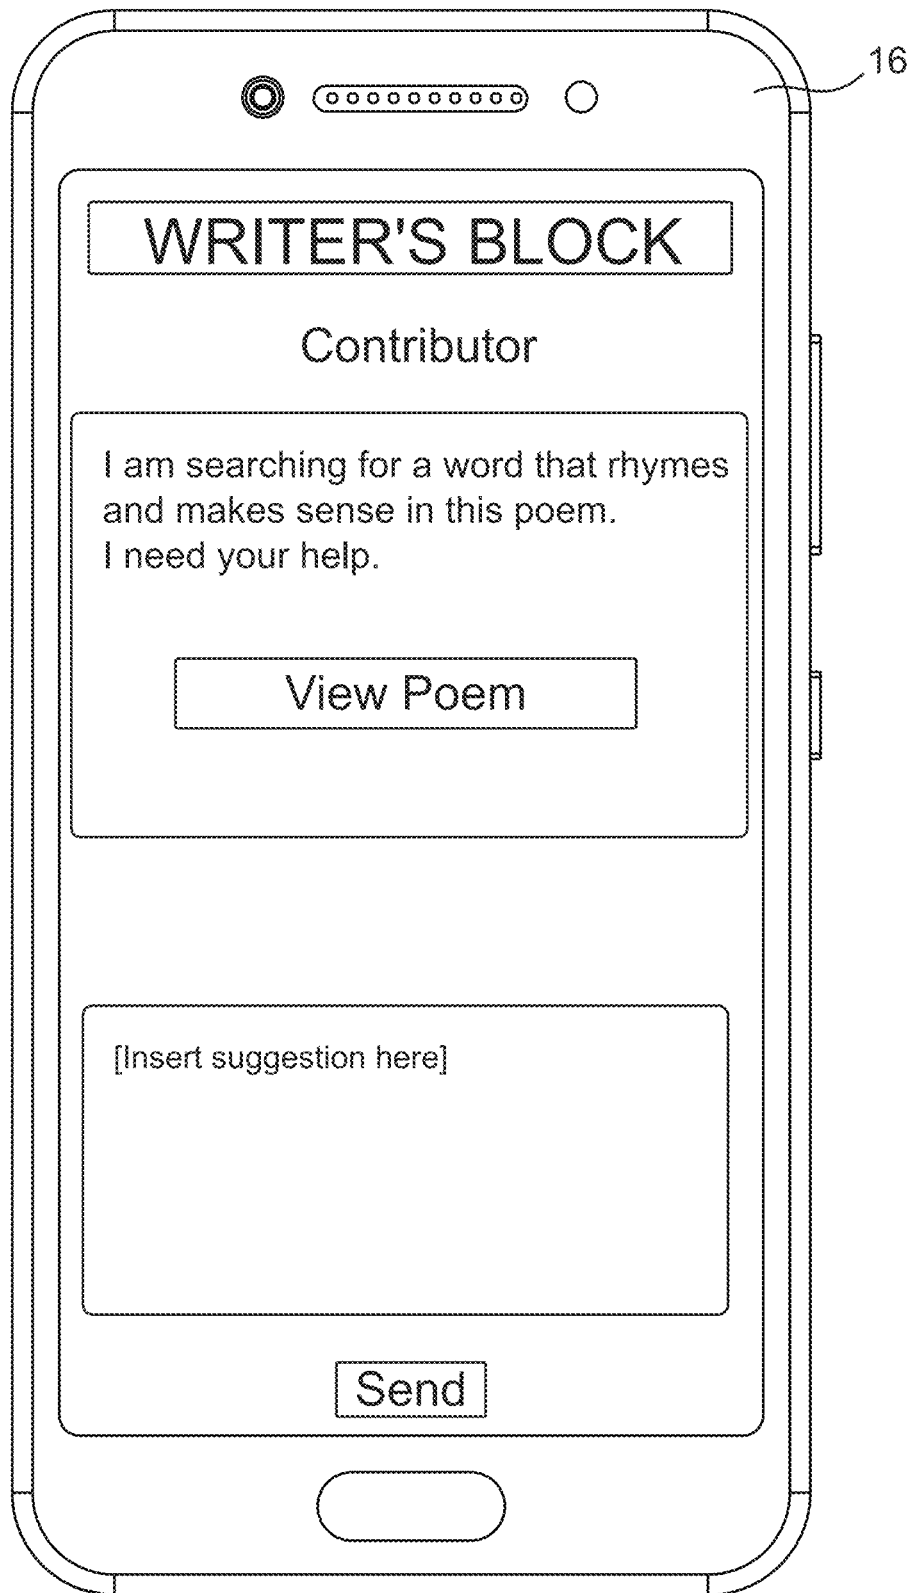 16
WRITER'S BLOCK
Contributor
I am searching for a word that rhymes
and makes sense in this poem.
I need your help.
View Poem
[Insert suggestion here]
Send